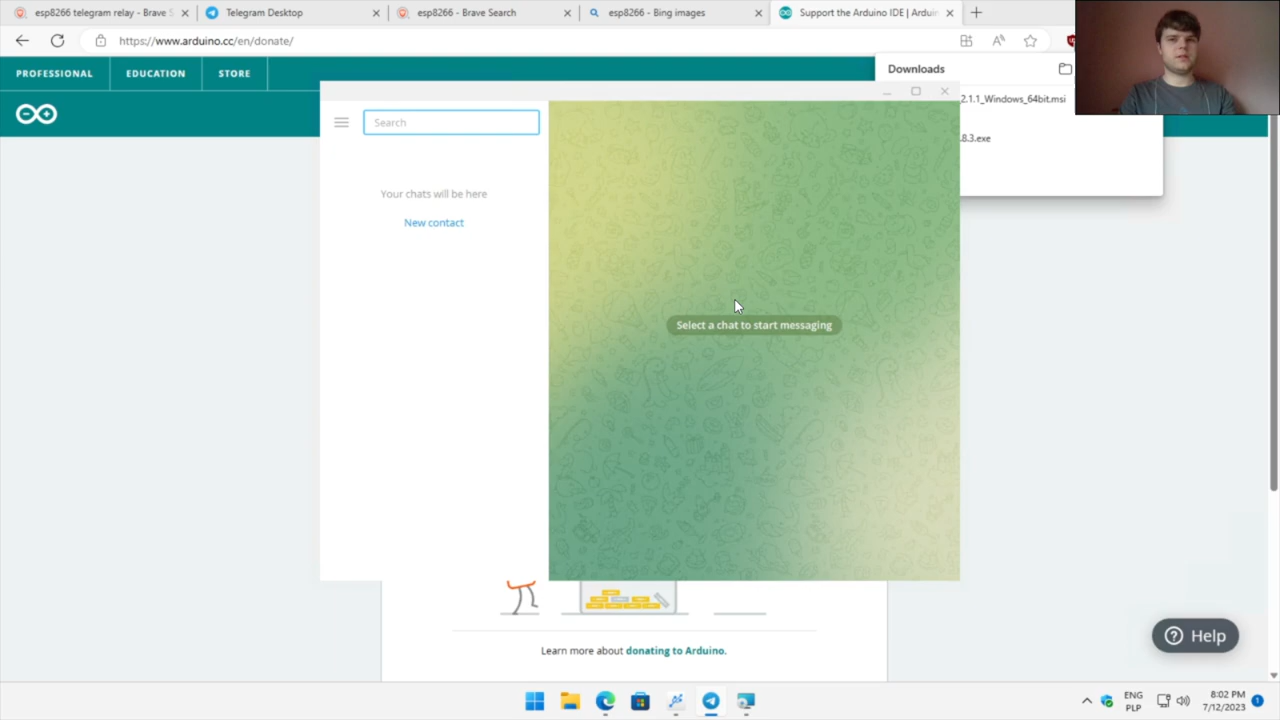 esp8266 telegram relay - Brave S
Telegram Desktop
esp8266 - Brave Search
esp8266 - Bing images
Support the Arduino IDE | Arduin
https://www.arduino.cc/en/donate/
PROFESSIONAL
EDUCATION
STORE
Downloads
2.1.1_Windows_64bit.msi
.8.3.exe
Search
Your chats will be here
New contact
Select a chat to start messaging
Learn more about donating to Arduino.
Help
ENG
PLP
8:02 PM
7/12/2023
1